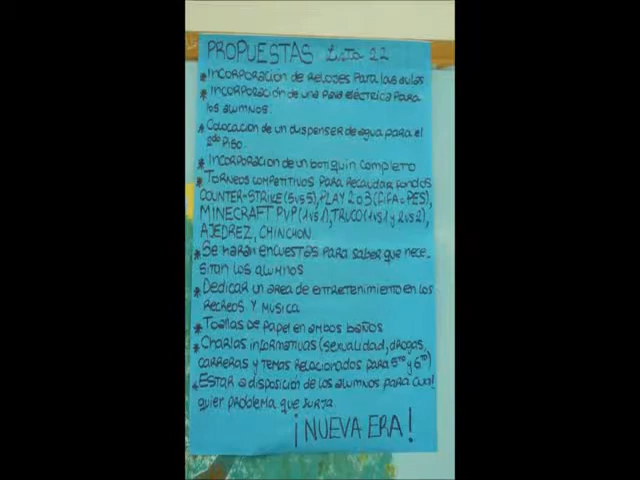 PROPUESTAS Lista 22
* INCORPORACIÓN DE RELOJES PARA LAS AULAS
* INCORPORACIÓN DE UNA PAVA ELÉCTRICA PARA
LOS ALUMNOS.
* COLOCACIÓN DE UN DISPENSER DE AGUA PARA EL
2do PISO.
* INCORPORACION DE UN BOTIQUIN COMPLETO
* TORNEOS COMPETITIVOS PARA RECAUDAR FONDOS
COUNTER-STRIKE (5VS5), PLAY 2 o 3 (FIFA o PES),
MINECRAFT PVP (1VS1), TRUCO (1VS1 y 2VS2),
AJEDREZ, CHINCHON.
* SE HARAN ENCUESTAS PARA SABER QUE NECE-
SITAN LOS ALUMNOS
* DEDICAR UN AREA DE ENTRETENIMIENTO EN LOS
RECREOS Y MÚSICA
* TOALLAS DE PAPEL EN AMBOS BAÑOS
* CHARLAS INFORMATIVAS (SEXUALIDAD, DROGAS,
CARRERAS Y TEMAS RELACIONADOS PARA 5TO y 6TO)
* ESTAR A DISPOSICIÓN DE LOS ALUMNOS PARA CUAL
QUIER PROBLEMA QUE SURJA.
¡NUEVA ERA!